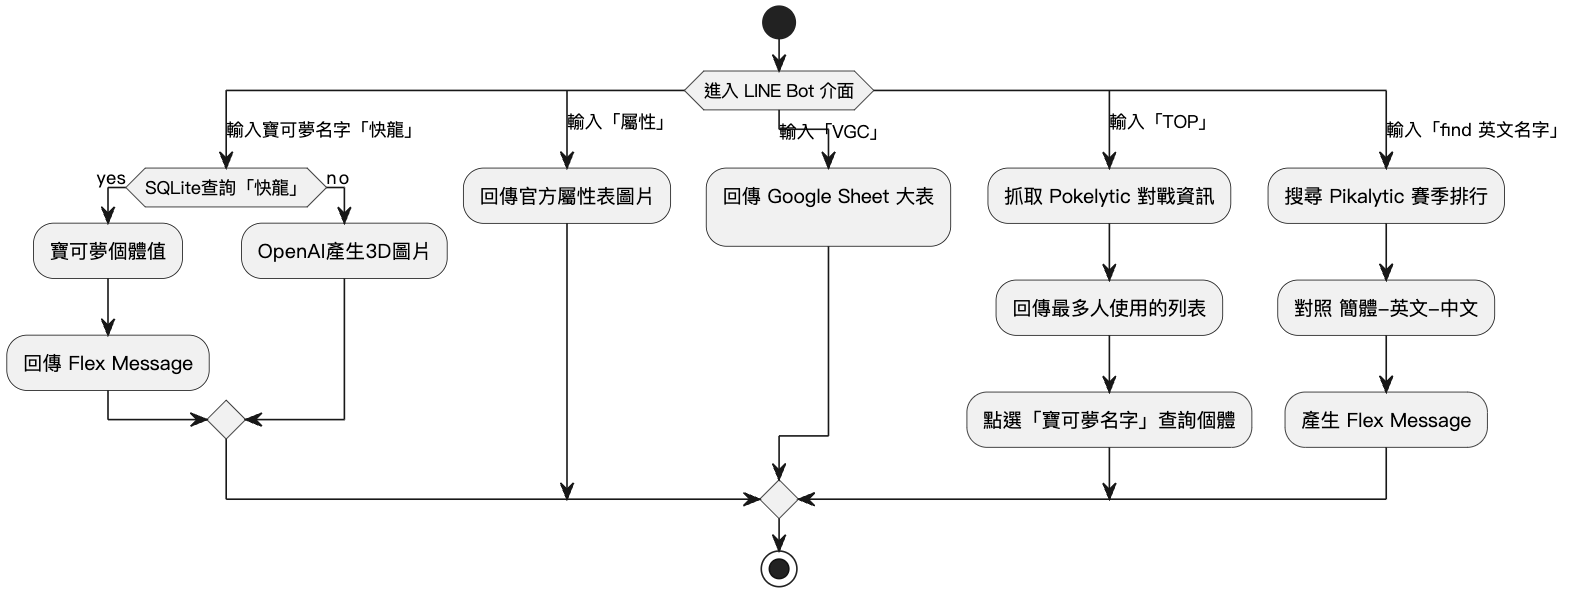 進入 LINE Bot 介面
輸入寶可夢名字「快龍」
SQLite查詢「快龍」
yes
no
寶可夢個體值
OpenAI產生3D圖片
回傳 Flex Message
輸入「屬性」
回傳官方屬性表圖片
輸入「VGC」
回傳 Google Sheet 大表
輸入「TOP」
抓取 Pokelytic 對戰資訊
回傳最多人使用的列表
點選「寶可夢名字」查詢個體
輸入「find 英文名字」
搜尋 Pikalytic 賽季排行
對照 簡體–英文–中文
產生 Flex Message